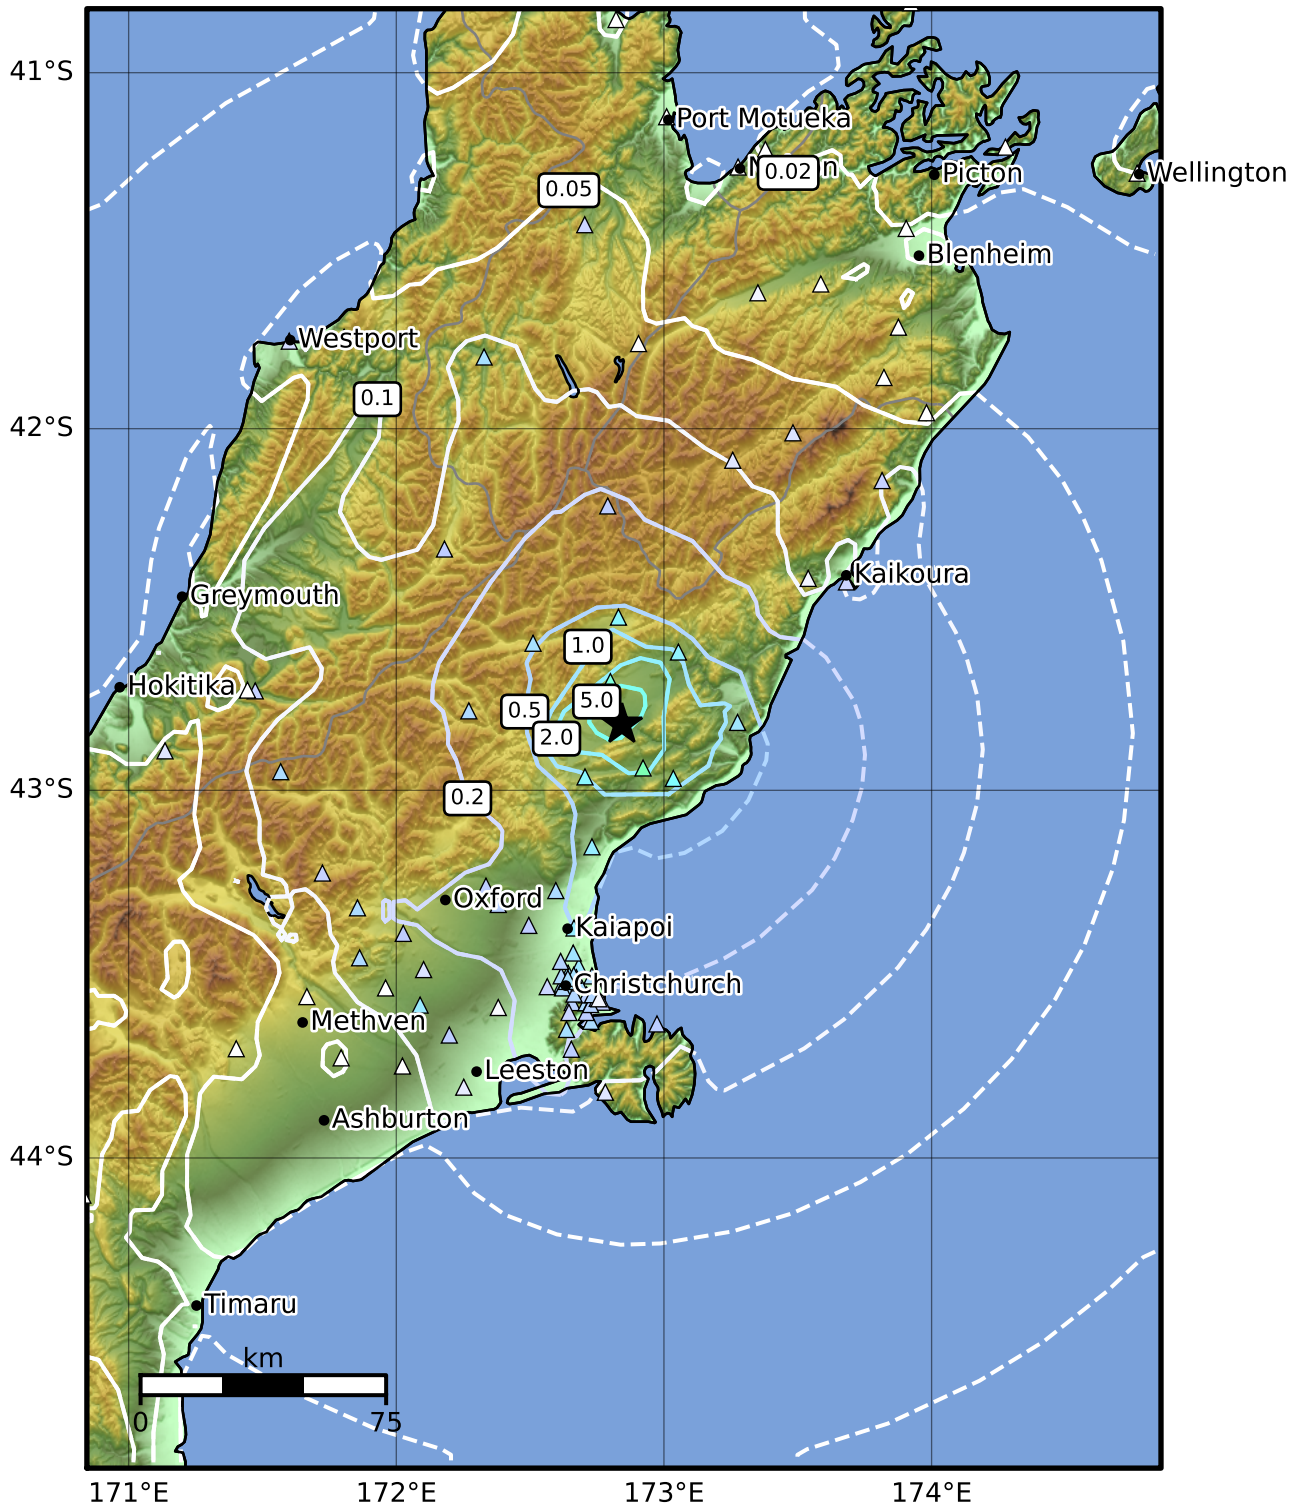 41°S
Port Motueka
0.02
Picton
Wellington
0.05
Blenheim
Westport
0.1
42°S
Kaikoura
Greymouth
1.0
Hokitika
5.0
0.5
2.0
43°S
0.2
Oxford
Kaiapoi
Christchurch
Methven
Leeston
Ashburton
44°S
Timaru
km
0 75
171°E 172°E 173°E 174°E